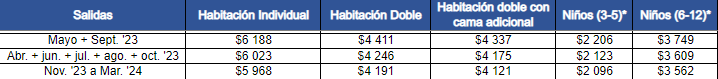 Salidas Habitación Individual Habitación Doble Habitación doble con cama adicional Niños (3-5)* Niños (6-12)*
Mayo + Sept. '23 $6 188 $4 411 $4 337 $2 206 $3 749
Abr. + jun. + jul. + ago. + oct. '23 $6 023 $4 246 $4 175 $2 123 $3 609
Nov. '23 a Mar. '24 $5 968 $4 191 $4 121 $2 096 $3 562